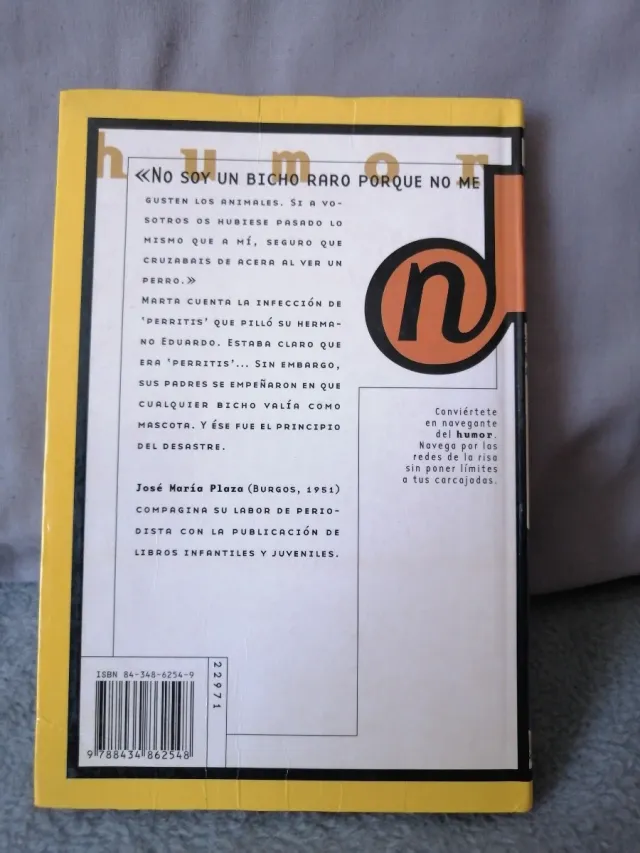 humor
«No soy un bicho raro porque no me
gusten los animales. Si a vo-
sotros os hubiese pasado lo
mismo que a mí, seguro que
cruzabais de acera al ver un
perro.»
Marta cuenta la infección de
'perritis' que pilló su herma-
no Eduardo. Estaba claro que
era 'perritis'... Sin embargo,
sus padres se empeñaron en que
cualquier bicho valía como
mascota. Y ése fue el principio
del desastre.
José María Plaza (Burgos, 1951)
compagina su labor de perio-
dista con la publicación de
libros infantiles y juveniles.
n
Conviértete
en navegante
del humor.
Navega por las
redes de la risa
sin poner límites
a tus carcajadas.
ISBN 84-348-6254-9
9 788434 862548
22971